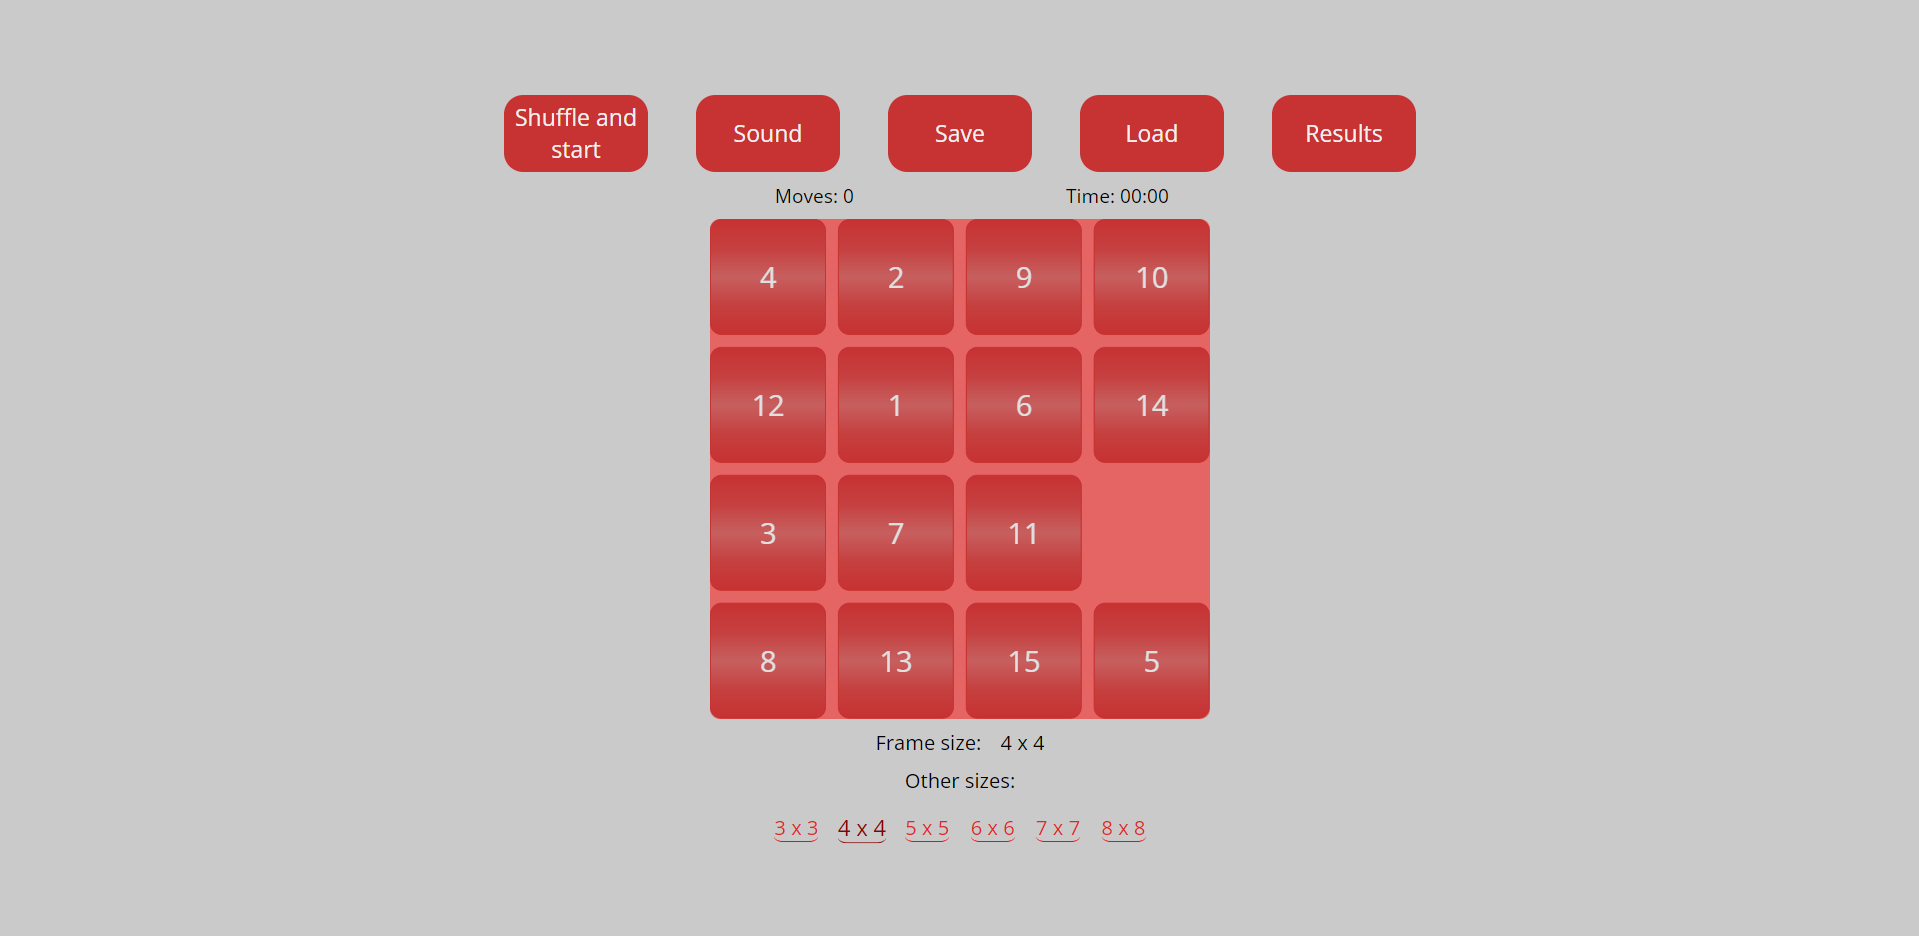 Shuffle and
start
Sound
Save
Load
Results
Moves: 0
Time: 00:00
4 2 9 10
12 1 6 14
3 7 11
8 13 15 5
Frame size: 4 x 4
Other sizes:
3 x 3 4 x 4 5 x 5 6 x 6 7 x 7 8 x 8